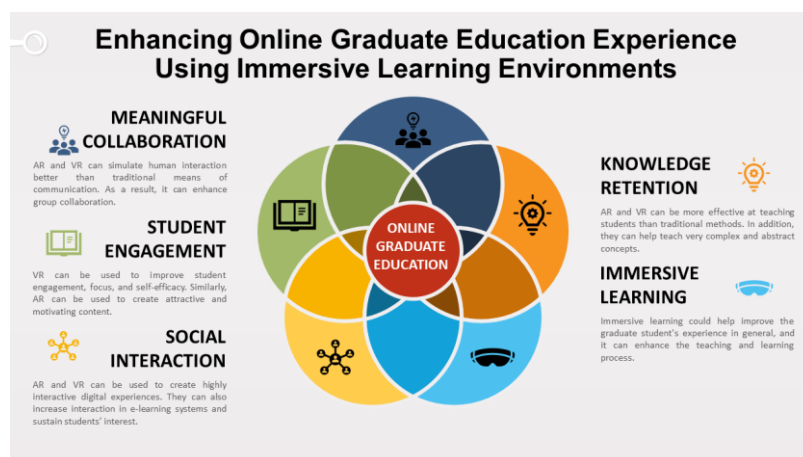 Enhancing Online Graduate Education Experience
Using Immersive Learning Environments
MEANINGFUL
COLLABORATION
AR and VR can simulate human interaction
better than traditional means of
communication. As a result, it can enhance
group collaboration.
STUDENT
ENGAGEMENT
VR can be used to improve student
engagement, focus, and self-efficacy. Similarly,
AR can be used to create attractive and
motivating content.
SOCIAL
INTERACTION
AR and VR can be used to create highly
interactive digital experiences. They can also
increase interaction in e-learning systems and
sustain students' interest.
ONLINE
GRADUATE
EDUCATION
KNOWLEDGE
RETENTION
AR and VR can be more effective at teaching
students than traditional methods. In addition,
they can help teach very complex and abstract
concepts.
IMMERSIVE
LEARNING
Immersive learning could help improve the
graduate student's experience in general, and
it can enhance the teaching and learning
process.